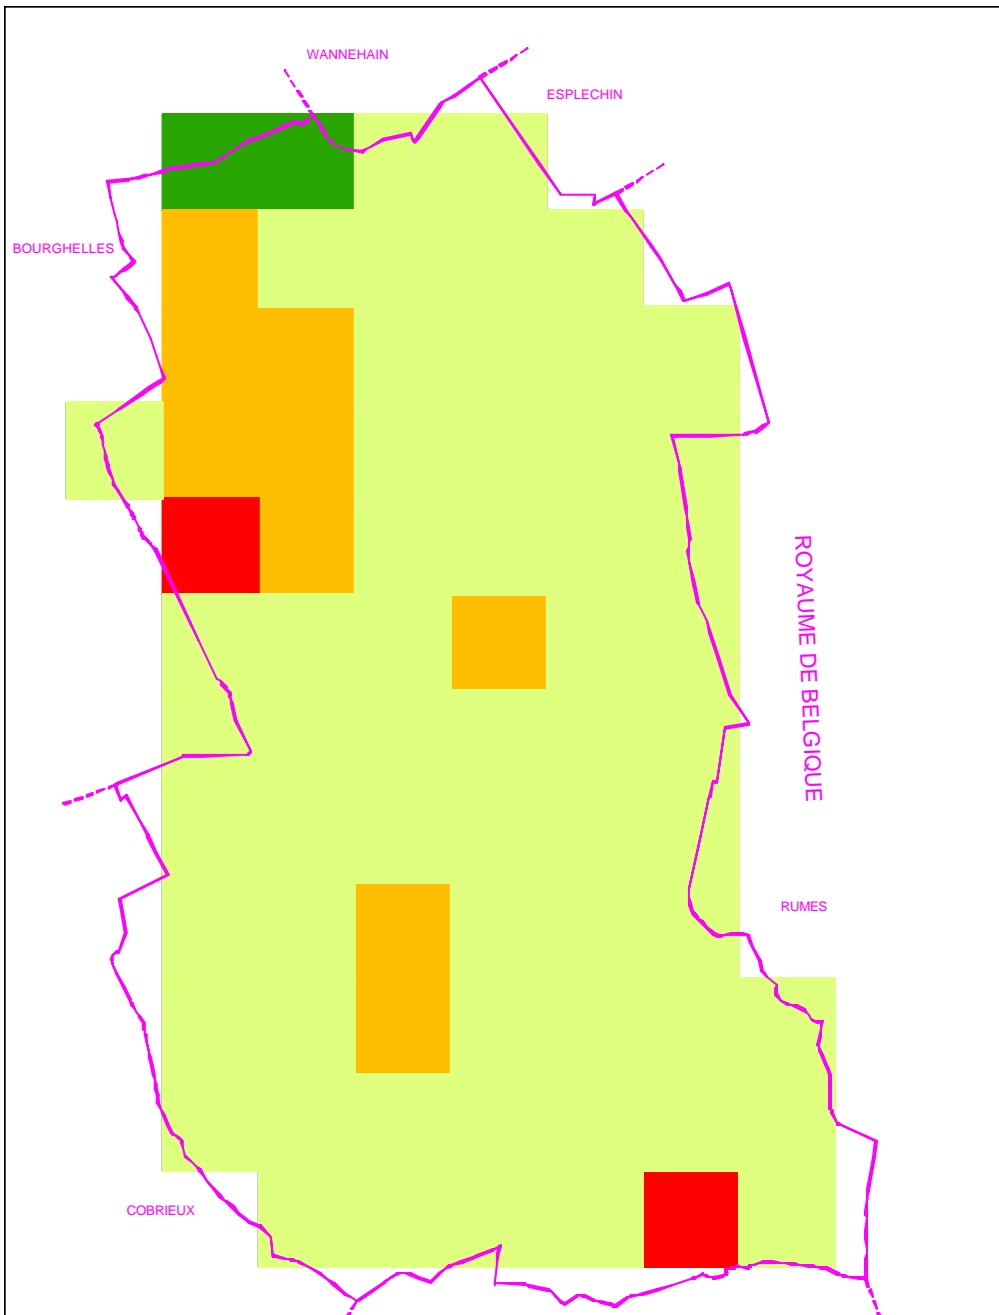 WANNEHAIN
ESPLECHIN
BOURGHELLES
ROYAUME DE BELGIQUE
RUMES
COBRIEUX